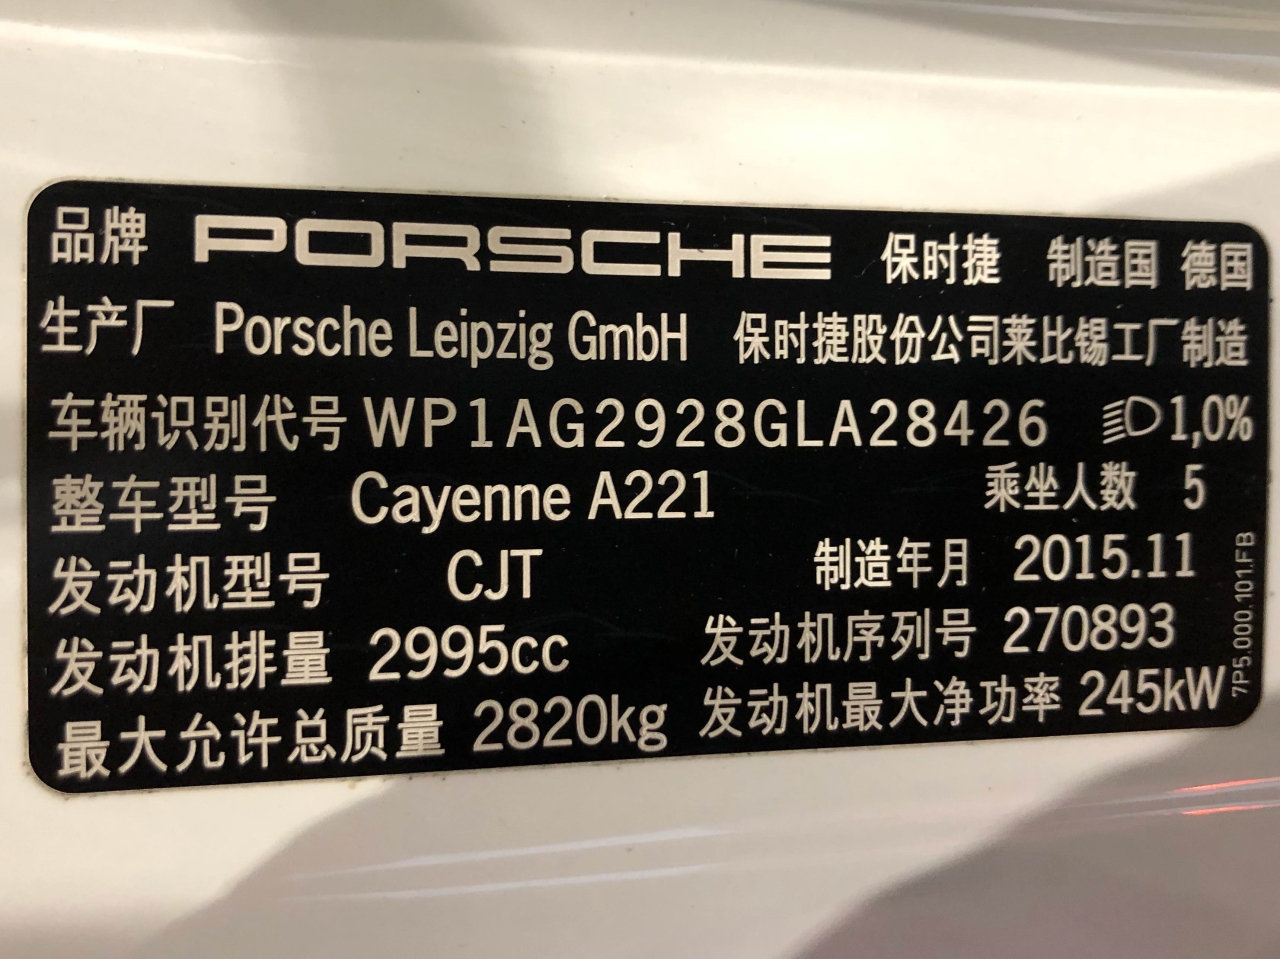 品牌 PORSCHE 保时捷 制造国 德国
生产厂 Porsche Leipzig GmbH 保时捷股份公司莱比锡工厂制造
车辆识别代号 WP1AG2928GLA28426 1,0%
整车型号 Cayenne A221 乘坐人数 5
发动机型号 CJT 制造年月 2015.11
发动机排量 2995cc 发动机序列号 270893
最大允许总质量 2820kg 发动机最大净功率 245kW
7P5.000.101.FB